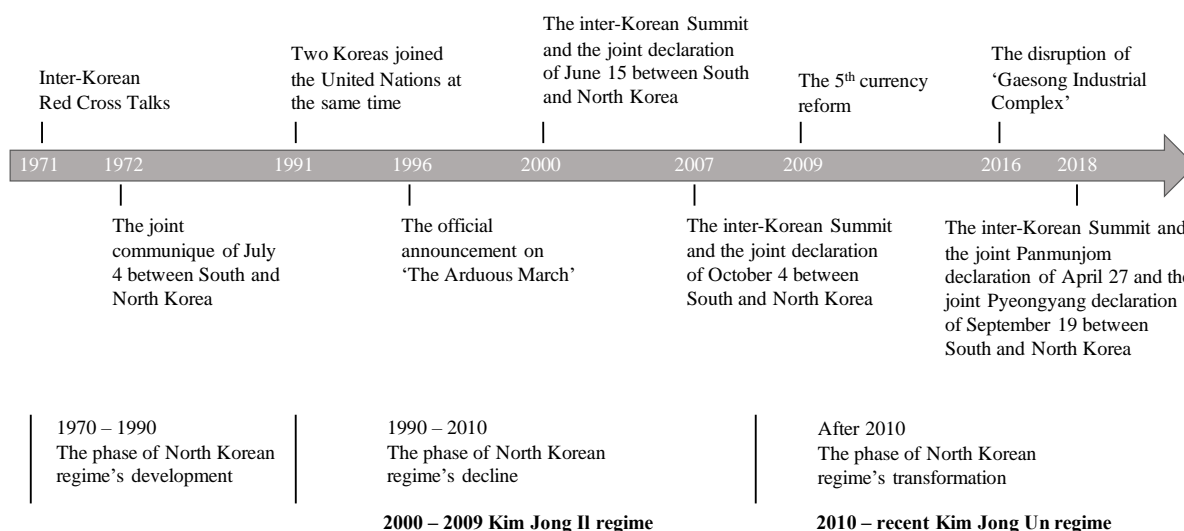 Inter-Korean
Red Cross Talks
Two Koreas joined
the United Nations at
the same time
The inter-Korean Summit
and the joint declaration
of June 15 between South
and North Korea
The 5th currency
reform
The disruption of
‘Gaesong Industrial
Complex’
1971
1972
1991
1996
2000
2007
2009
2016
2018
The joint
communique of July
4 between South and
North Korea
The official
announcement on
‘The Arduous March’
The inter-Korean Summit
and the joint declaration
of October 4 between
South and North Korea
The inter-Korean Summit and
the joint Panmunjom
declaration of April 27 and the
joint Pyeongyang declaration
of September 19 between
South and North Korea
1970 – 1990
The phase of North Korean
regime’s development
1990 – 2010
The phase of North Korean
regime’s decline
2000 – 2009 Kim Jong Il regime
After 2010
The phase of North Korean
regime’s transformation
2010 – recent Kim Jong Un regime